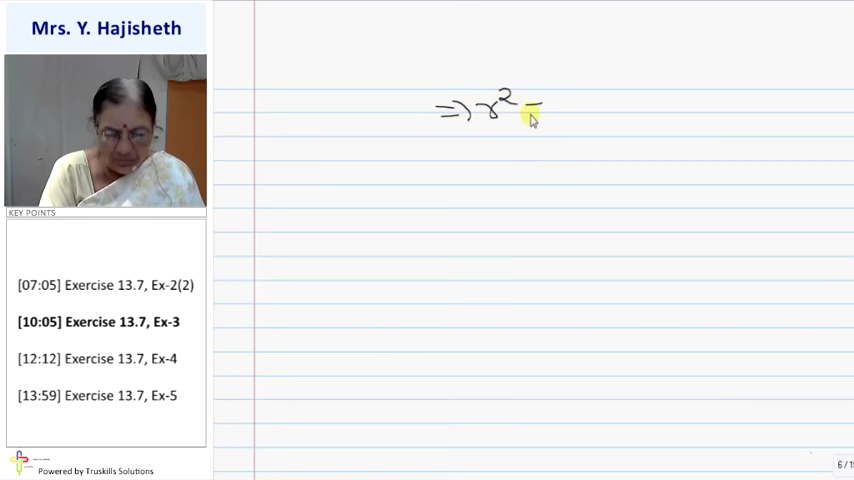 Mrs. Y. Hajisheth
⇒ r² =
KEY POINTS
[07:05] Exercise 13.7, Ex-2(2)
[10:05] Exercise 13.7, Ex-3
[12:12] Exercise 13.7, Ex-4
[13:59] Exercise 13.7, Ex-5
Powered by Truskills Solutions